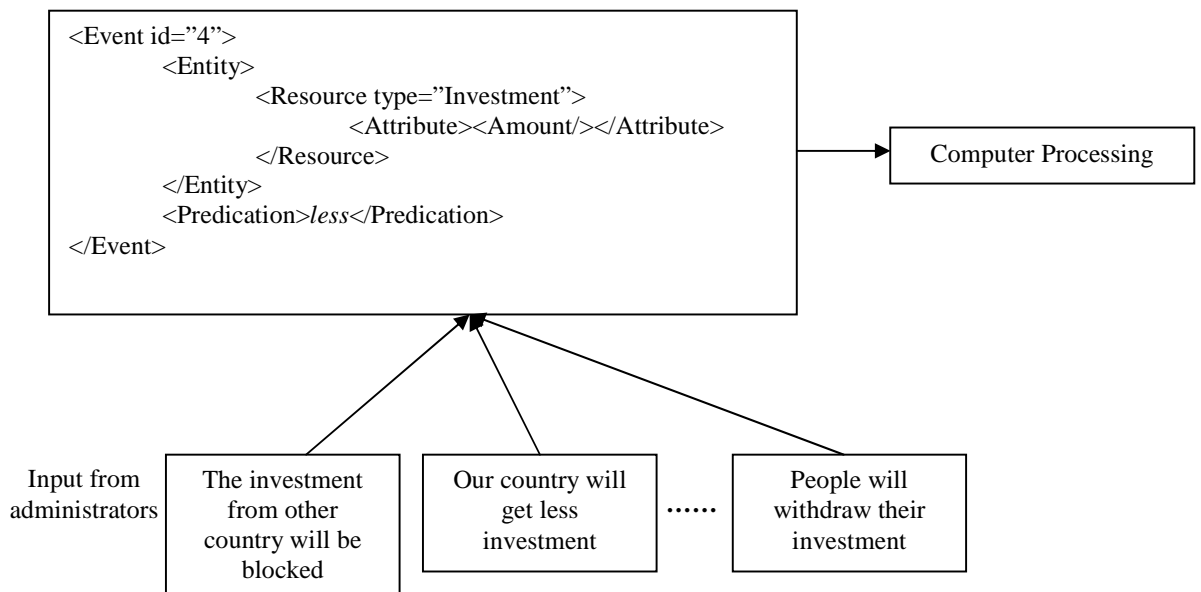 <Event id=”4”>
<Entity>
<Resource type=”Investment”>
<Attribute><Amount/></Attribute>
</Resource>
</Entity>
<Predication>less</Predication>
</Event>
Computer Processing
Input from
administrators
The investment
from other
country will be
blocked
Our country will
get less
investment
......
People will
withdraw their
investment